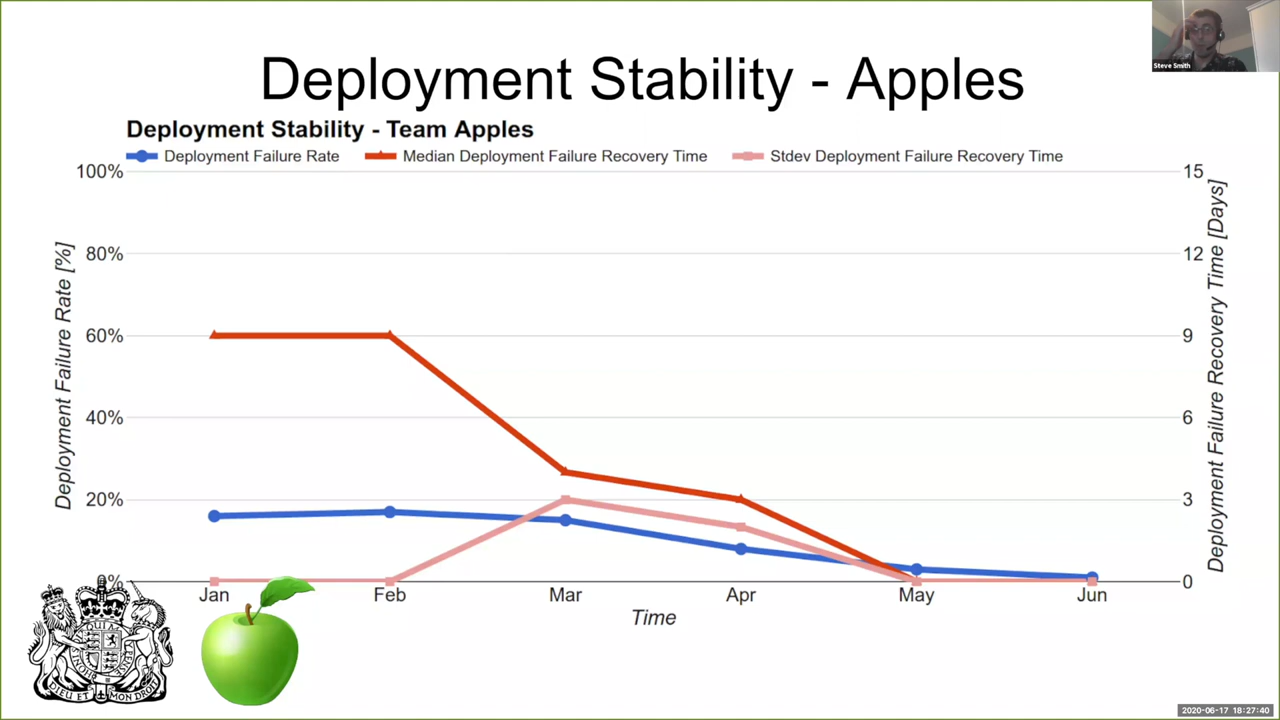 Steve Smith
Deployment Stability - Apples
Deployment Stability - Team Apples
Deployment Failure Rate
Median Deployment Failure Recovery Time
Stdev Deployment Failure Recovery Time
Deployment Failure Rate [%]
100%
80%
60%
40%
20%
0%
15
12
9
6
3
0
Deployment Failure Recovery Time [Days]
Jan Feb Mar Apr May Jun
Time
DIEU ET MON DROIT
2020-06-17 18:27:40